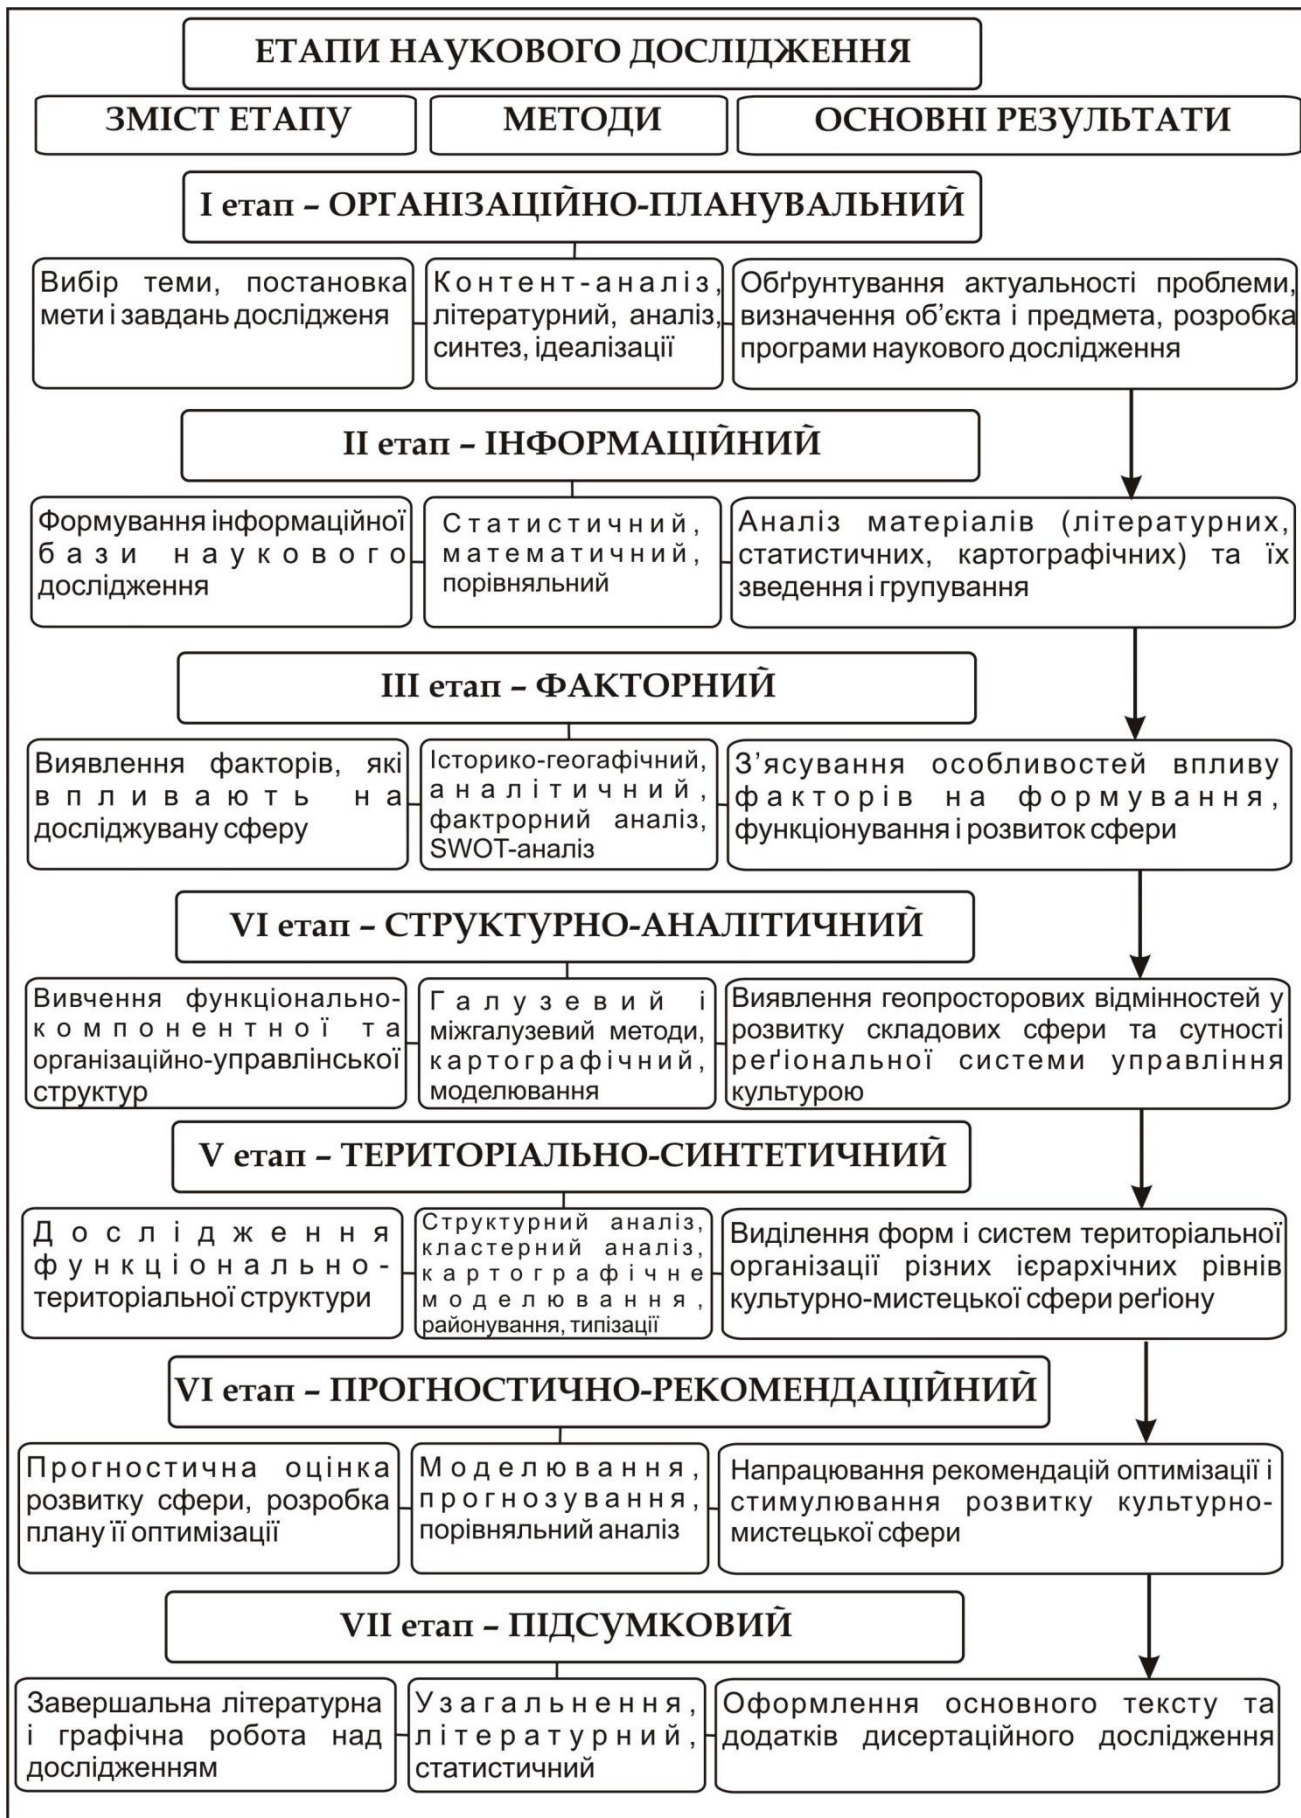 ЕТАПИ НАУКОВОГО ДОСЛІДЖЕННЯ
ЗМІСТ ЕТАПУ
МЕТОДИ
ОСНОВНІ РЕЗУЛЬТАТИ
І етап – ОРГАНІЗАЦІЙНО-ПЛАНУВАЛЬНИЙ
Вибір теми, постановка
мети і завдань дослідженя
Контент-аналіз,
літературний, аналіз,
синтез, ідеалізації
Обґрунтування актуальності проблеми,
визначення об’єкта і предмета, розробка
програми наукового дослідження
ІІ етап – ІНФОРМАЦІЙНИЙ
Формування інформаційної
бази наукового
дослідження
Статистичний,
математичний,
порівняльний
Аналіз матеріалів (літературних,
статистичних, картографічних) та їх
зведення і групування
ІІІ етап – ФАКТОРНИЙ
Виявлення факторів, які
впливають на
досліджувану сферу
Історико-геогафічний,
аналітичний,
фактрорний аналіз,
SWOT-аналіз
З’ясування особливостей впливу
факторів на формування,
функціонування і розвиток сфери
VI етап – СТРУКТУРНО-АНАЛІТИЧНИЙ
Вивчення функціонально-
компонентної та
організаційно-управлінської
структур
Галузевий і
міжгалузевий методи,
картографічний,
моделювання
Виявлення геопросторових відмінностей у
розвитку складових сфери та сутності
реґіональної системи управління
культурою
V етап – ТЕРИТОРІАЛЬНО-СИНТЕТИЧНИЙ
Дослідження
функціонально-
територіальної структури
Структурний аналіз,
кластерний аналіз,
картографічне
моделювання,
районування, типізації
Виділення форм і систем територіальної
організації різних ієрархічних рівнів
культурно-мистецької сфери реґіону
VI етап – ПРОГНОСТИЧНО-РЕКОМЕНДАЦІЙНИЙ
Прогностична оцінка
розвитку сфери, розробка
плану її оптимізації
Моделювання,
прогнозування,
порівняльний аналіз
Напрацювання рекомендацій оптимізації і
стимулювання розвитку культурно-
мистецької сфери
VII етап – ПІДСУМКОВИЙ
Завершальна літературна
і графічна робота над
дослідженням
Узагальнення,
літературний,
статистичний
Оформлення основного тексту та
додатків дисертаційного дослідження